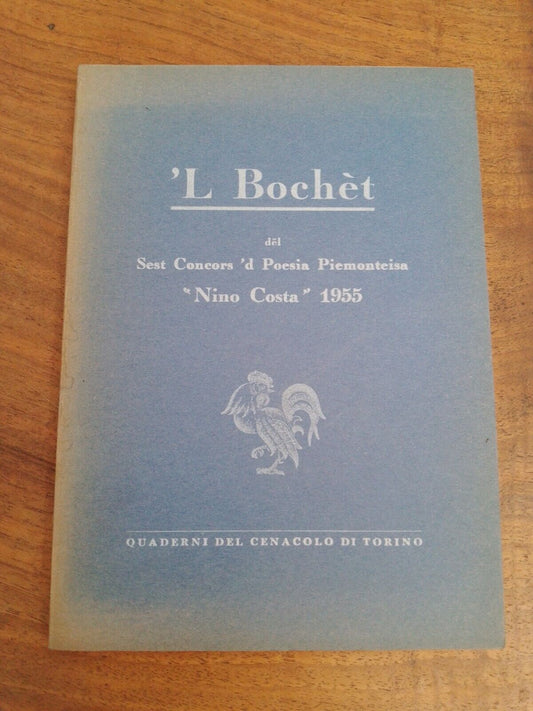 'L Bochèt
dël
Sest Concors 'd Poesia Piemonteisa
"Nino Costa" 1955
QUADERNI DEL CENACOLO DI TORINO